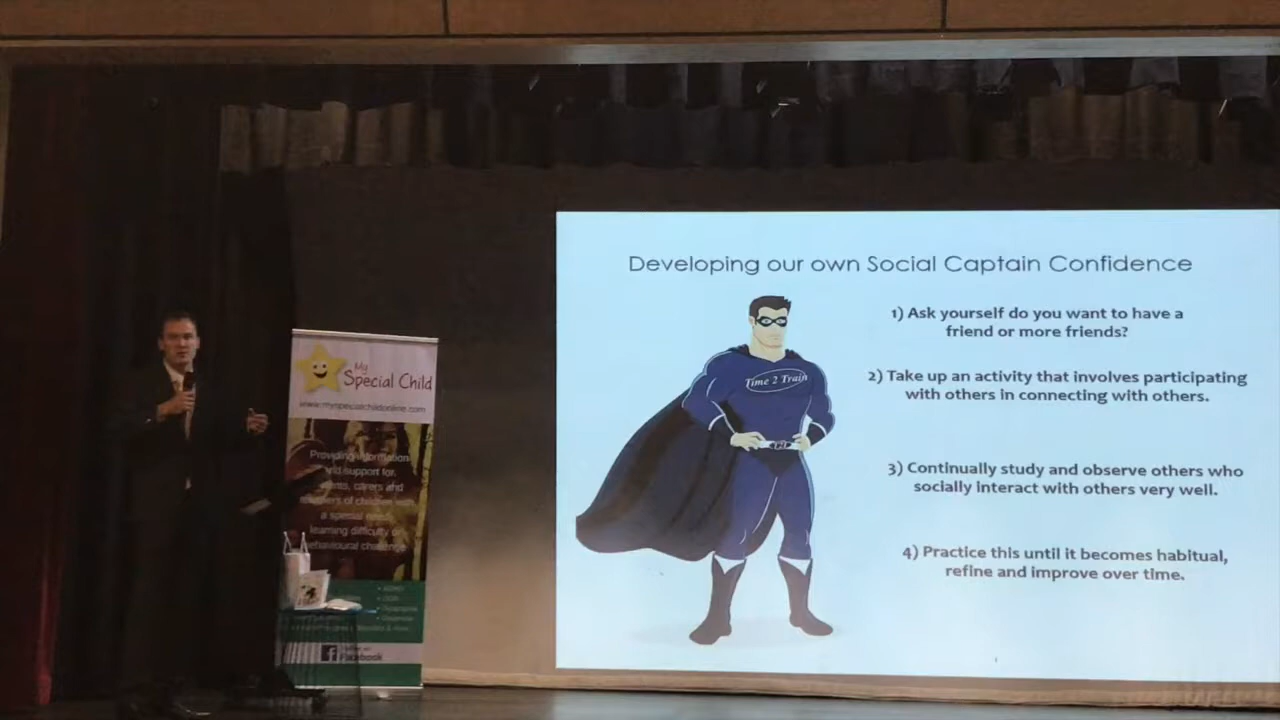 Developing our own Social Captain Confidence
1) Ask yourself do you want to have a
friend or more friends?
2) Take up an activity that involves participating
with others in connecting with others.
3) Continually study and observe others who
socially interact with others very well.
4) Practice this until it becomes habitual,
refine and improve over time.
Time 2 Train
My
Special Child
www.myspecialchildonline.com
Providing information
and support for
carers and
of children with
a special needs
learning difficulty or
behavioural challenge
Facebook